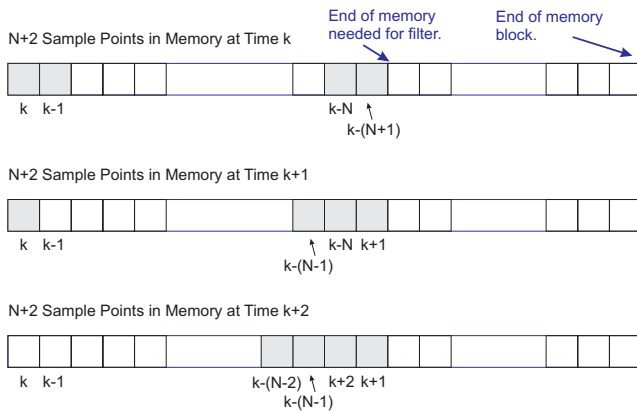 End of memory
needed for filter.
End of memory
block.
N+2 Sample Points in Memory at Time k
k k-1 k-N
k-(N+1)
N+2 Sample Points in Memory at Time k+1
k k-1 k-N k+1
k-(N-1)
N+2 Sample Points in Memory at Time k+2
k k-1 k-(N-2) k+2 k+1
k-(N-1)